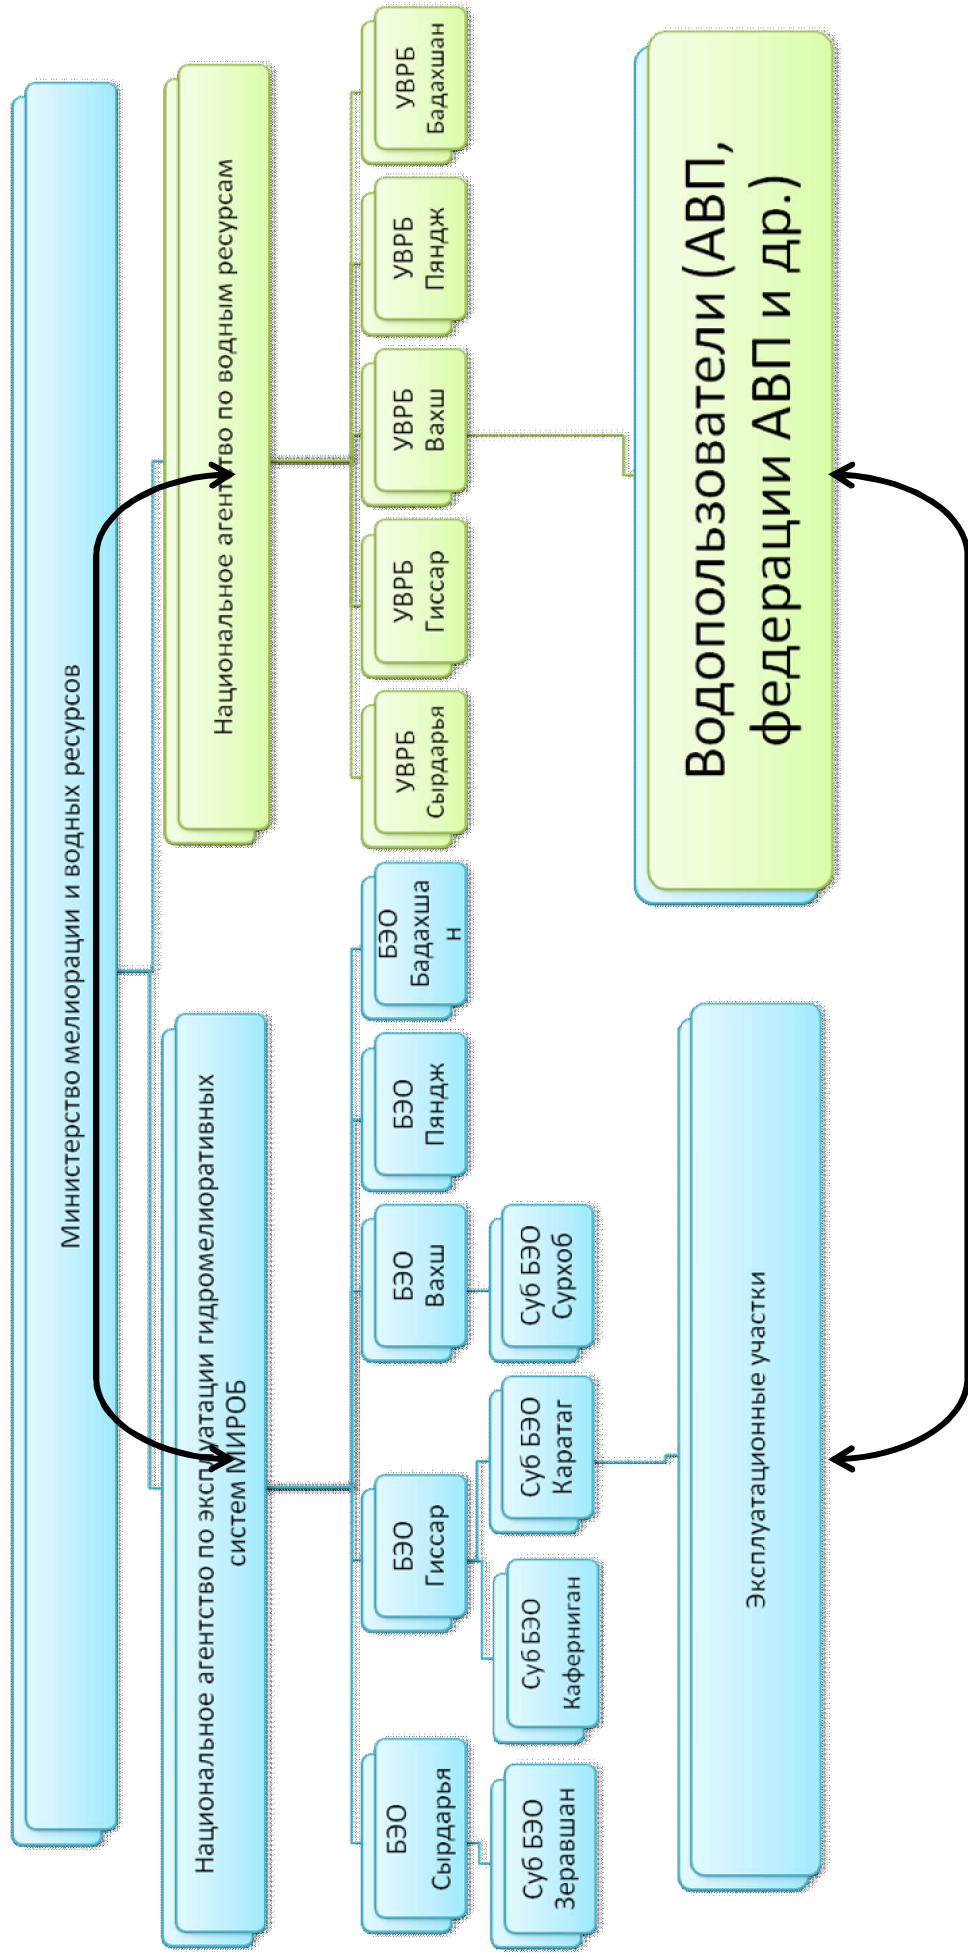 Министерство мелиорации и водных ресурсов
Национальное агентство по эксплуатации гидромелиоративных
систем МИРОБ
Национальное агентство по водным ресурсам
БЭО
Сырдарья
БЭО
Гиссар
БЭО
Вахш
БЭО
Пяндж
БЭО
Бадахша
н
УВРБ
Сырдарья
УВРБ
Гиссар
УВРБ
Вахш
УВРБ
Пяндж
УВРБ
Бадахшан
Суб БЭО
Зеравшан
Суб БЭО
Каферниган
Суб БЭО
Каратаг
Суб БЭО
Сурхоб
Эксплуатационные участки
Водопользователи (АВП,
федерации АВП и др.)